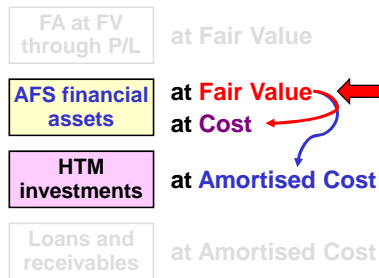 FA at FV
through P/L
at Fair Value
AFS financial
assets
at Fair Value
at Cost
HTM
investments
at Amortised Cost
Loans and
receivables
at Amortised Cost